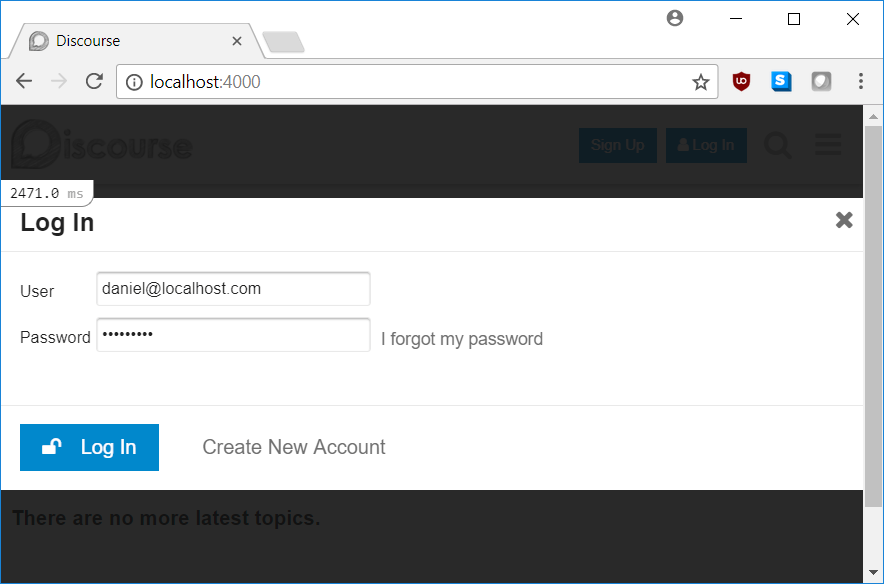 Discourse
localhost:4000
Discourse
Sign Up
Log In
2471.0 ms
Log In
User
daniel@localhost.com
Password
•••••••••
I forgot my password
Log In
Create New Account
There are no more latest topics.